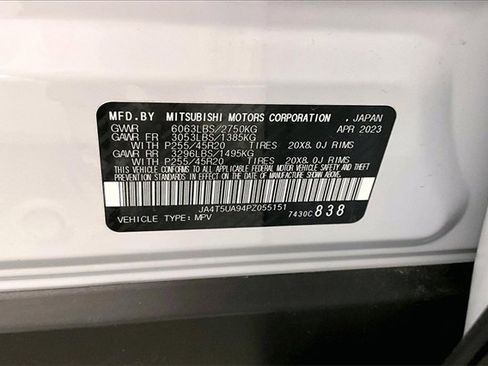 MFD.BY MITSUBISHI MOTORS CORPORATION , JAPAN
GVWR 6063LBS/2750KG APR 2023
GAWR FR 3053LBS/1385KG
WITH P255/45R20 TIRES 20X8.0J RIMS
GAWR RR 3296LBS/1495KG
WITH P255/45R20 TIRES 20X8.0J RIMS
THIS VEHICLE CONFORMS TO ALL APPLICABLE FEDERAL MOTOR VEHICLE SAFETY, BUMPER, AND THEFT
PREVENTION STANDARDS IN EFFECT ON THE DATE OF MANUFACTURE SHOWN ABOVE.
JA4T5UA94PZ055151
VEHICLE TYPE: MPV 7430C 838